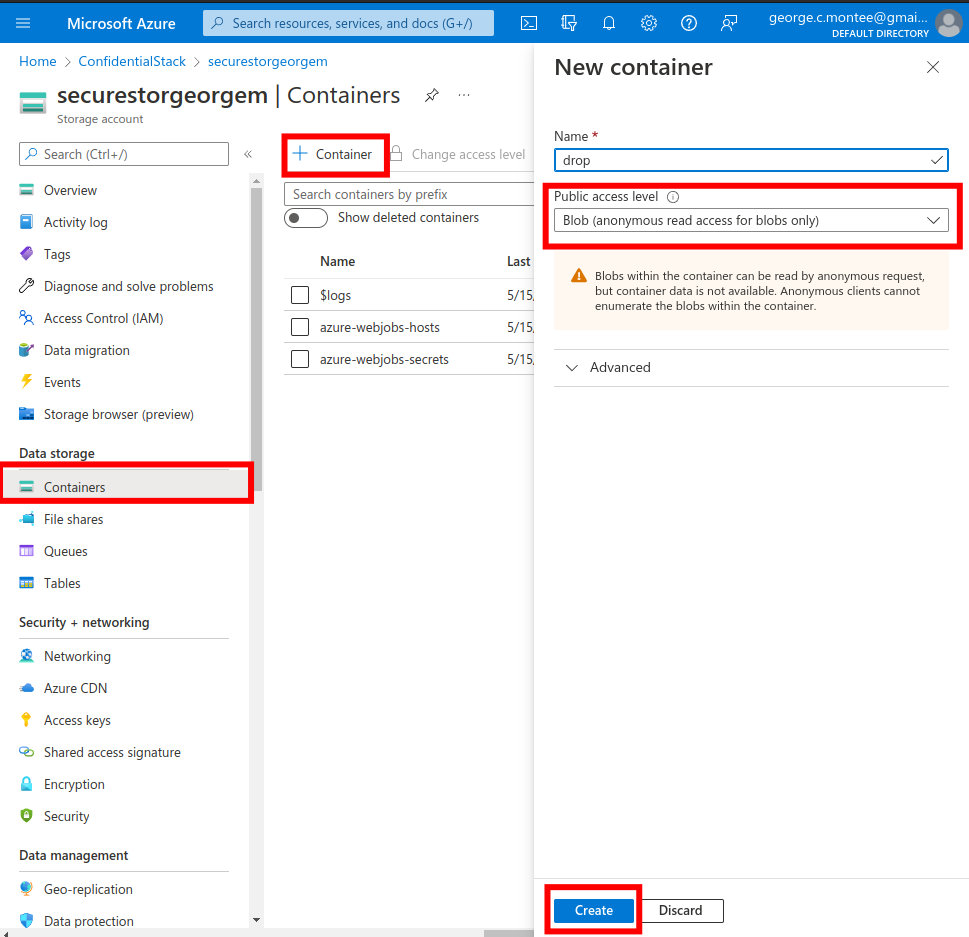 Microsoft Azure
Search resources, services, and docs (G+/)
george.c.montee@gmai...
DEFAULT DIRECTORY
Home > ConfidentialStack > securestorgeorgem
securestorgeorgem | Containers
...
Storage account
Search (Ctrl+/)
«
Overview
Activity log
Tags
Diagnose and solve problems
Access Control (IAM)
Data migration
Events
Storage browser (preview)
Data storage
Containers
File shares
Queues
Tables
Security + networking
Networking
Azure CDN
Access keys
Shared access signature
Encryption
Security
Data management
Geo-replication
Data protection
+ Container
Change access level
Search containers by prefix
Show deleted containers
Name Last
$logs 5/15,
azure-webjobs-hosts 5/15,
azure-webjobs-secrets 5/15,
New container
Name *
drop
Public access level
Blob (anonymous read access for blobs only)
Blobs within the container can be read by anonymous request,
but container data is not available. Anonymous clients cannot
enumerate the blobs within the container.
Advanced
Create
Discard